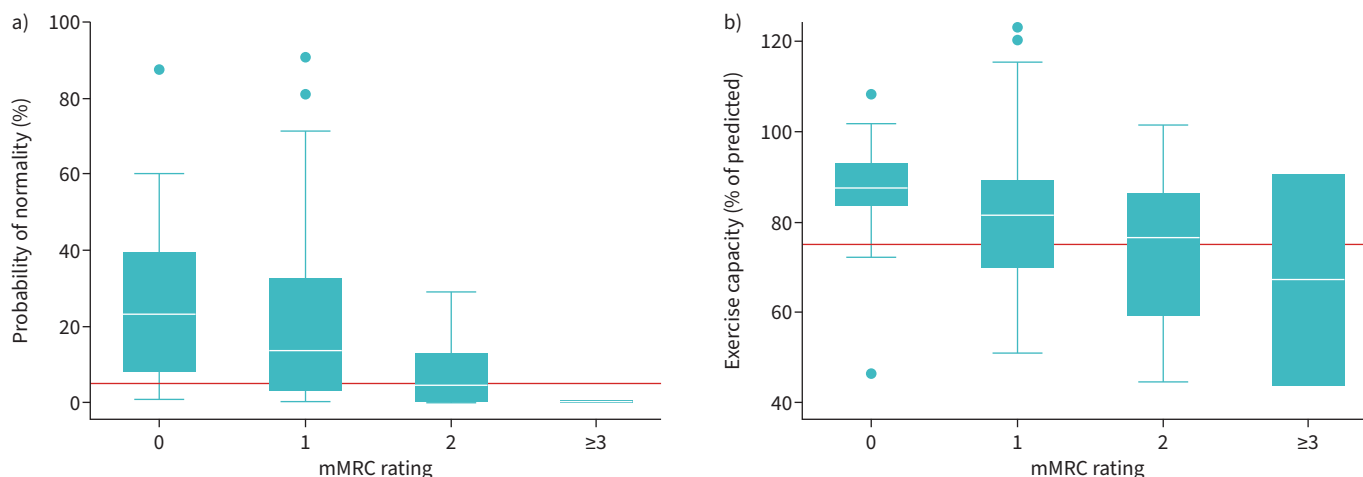 a)
Probability of normality (%)
100
80
60
40
20
0
0 1 2 ≥3
mMRC rating
b)
Exercise capacity (% of predicted)
120
100
80
60
40
0 1 2 ≥3
mMRC rating